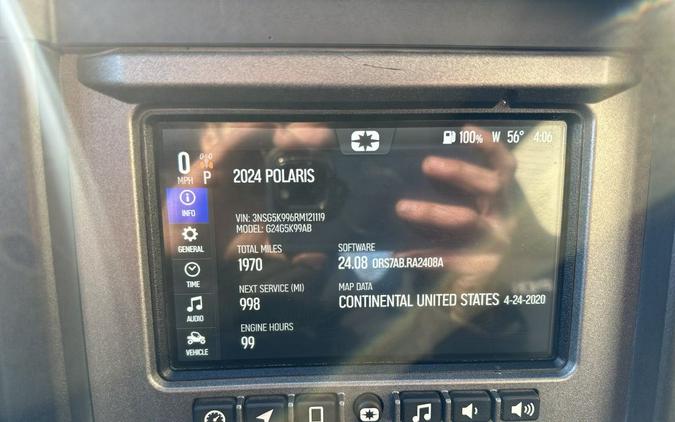 100% W 56° 4:06
0
MPH P
2024 POLARIS
INFO
VIN: 3NSG5K996RM121119
MODEL: G24G5K99AB
GENERAL
TOTAL MILES SOFTWARE
1970 24.08 ORS7AB.RA2408A
TIME
NEXT SERVICE (MI) MAP DATA
998 CONTINENTAL UNITED STATES 4-24-2020
AUDIO
ENGINE HOURS
99
VEHICLE